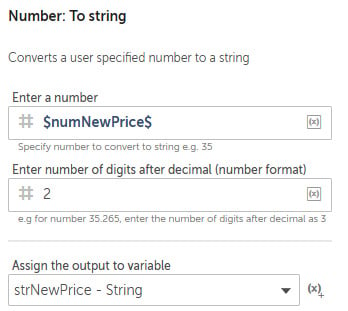 Number: To string
Converts a user specified number to a string
Enter a number
# $numNewPrice$ (x)
Specify number to convert to string e.g. 35
Enter number of digits after decimal (number format)
# 2 (x)
e.g for number 35.265, enter the number of digits after decimal as 3
Assign the output to variable
strNewPrice - String (x)+